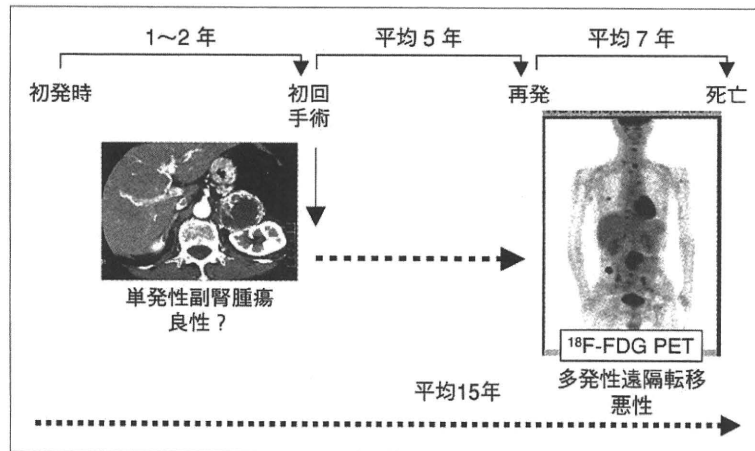 1～2 年
平均 5 年
平均 7 年
初発時
初回
手術
再発
死亡
単発性副腎腫瘍
良性？
¹⁸F-FDG PET
多発性遠隔転移
悪性
平均15年